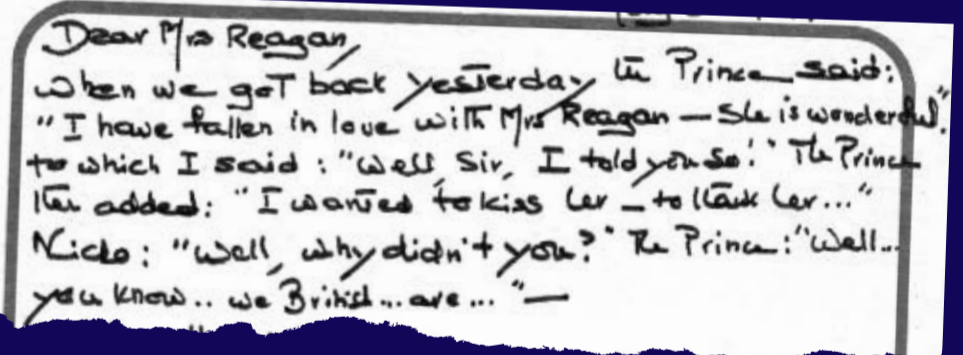 Dear Mrs Reagan,
When we got back yesterday the Prince said:
"I have fallen in love with Mrs Reagan — She is wonderful".
to which I said: "Well, Sir, I told you so!" The Prince
then added: "I wanted to kiss her — to thank her..."
"Well, why didn't you?" The Prince: "Well...
you know.. we British... are..." —